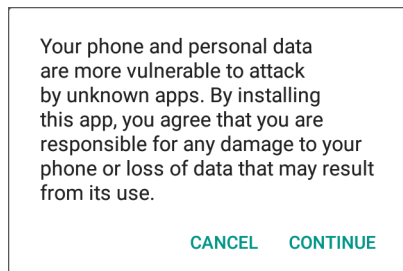 Your phone and personal data
are more vulnerable to attack
by unknown apps. By installing
this app, you agree that you are
responsible for any damage to your
phone or loss of data that may result
from its use.
CANCEL CONTINUE